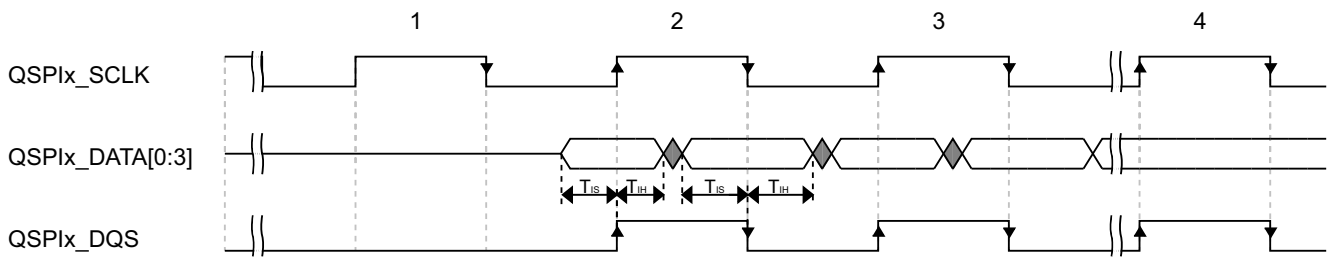 1 2 3 4
QSPIx_SCLK
QSPIx_DATA[0:3]
TIS TIH TIS TIH
QSPIx_DQS